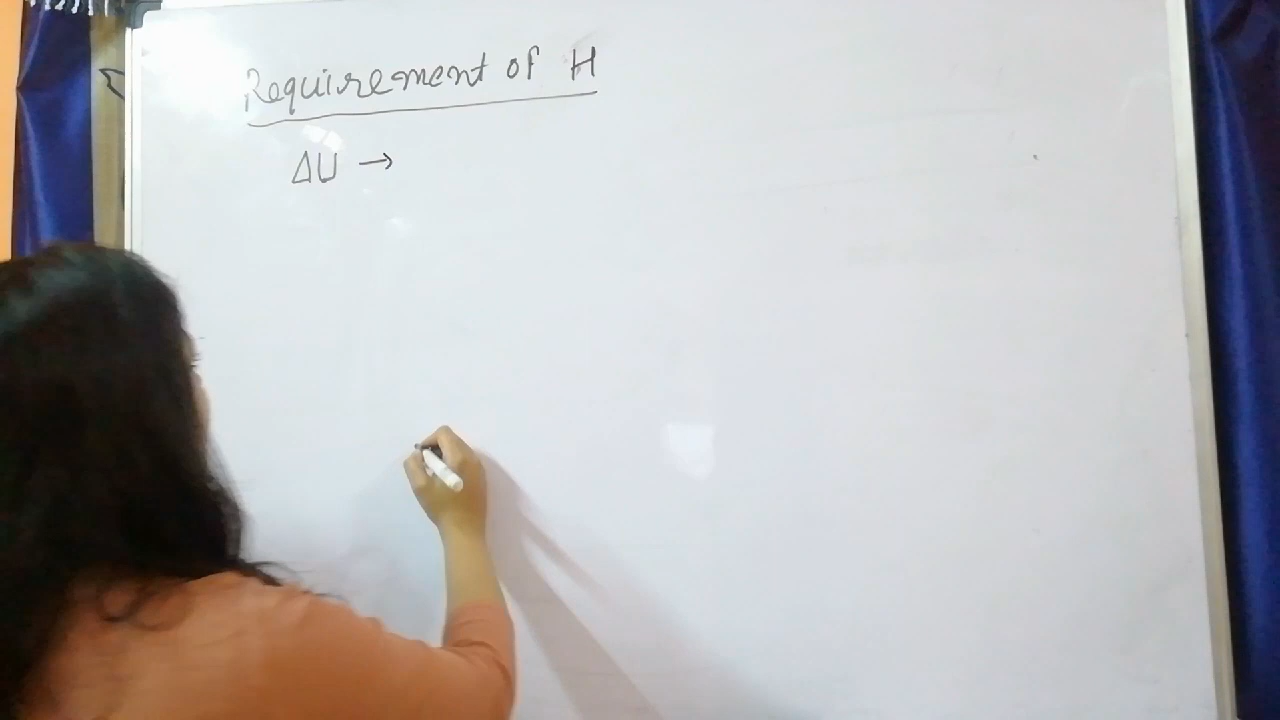 Requirement of H
ΔU →